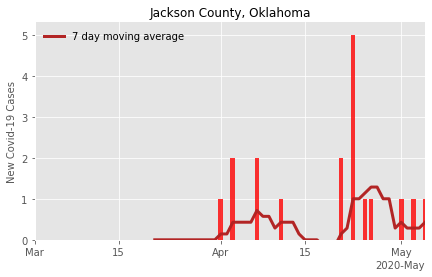 Jackson County, Oklahoma
7 day moving average
New Covid-19 Cases
5
4
3
2
1
0
Mar
15
Apr
15
May
2020-May